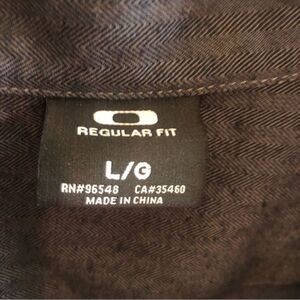 REGULAR FIT
L/G
RN#96548 CA#35460
MADE IN CHINA